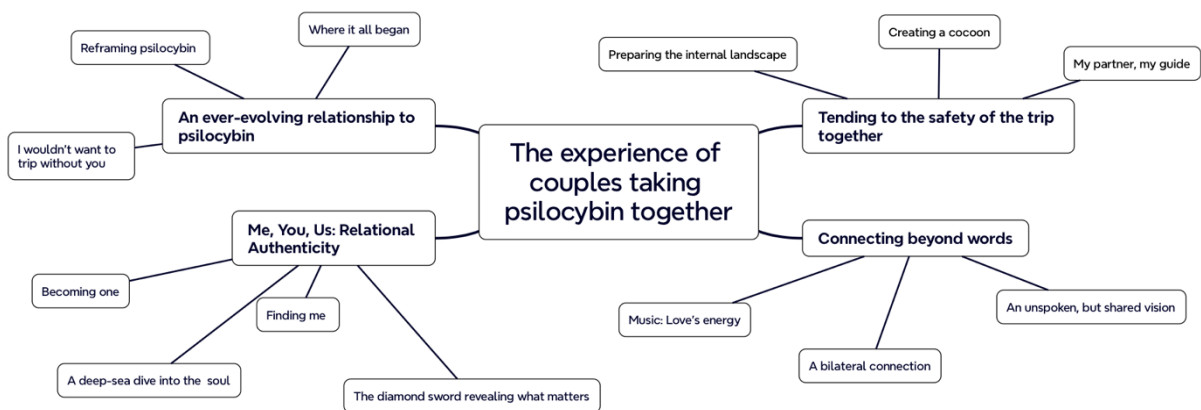 Where it all began
Reframing psilocybin
An ever-evolving relationship to
psilocybin
I wouldn't want to
trip without you
Creating a cocoon
Preparing the internal landscape
My partner, my guide
Tending to the safety of the trip
together
The experience of
couples taking
psilocybin together
Me, You, Us: Relational
Authenticity
Becoming one
Finding me
A deep-sea dive into the soul
The diamond sword revealing what matters
Connecting beyond words
Music: Love's energy
An unspoken, but shared vision
A bilateral connection